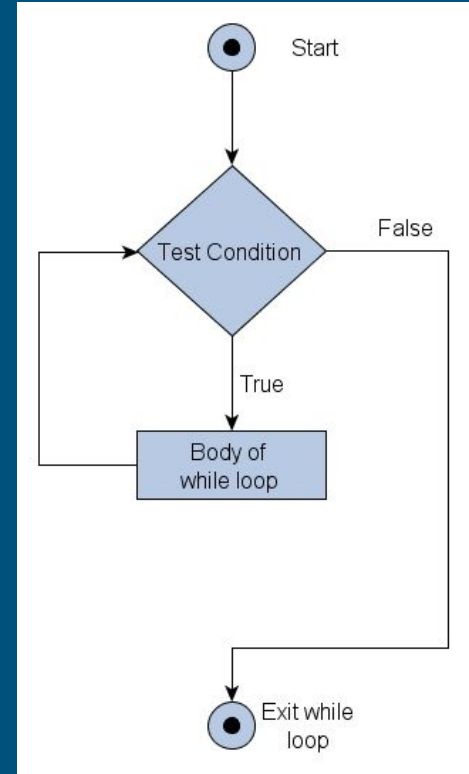 Start
Test Condition
False
True
Body of
while loop
Exit while
loop